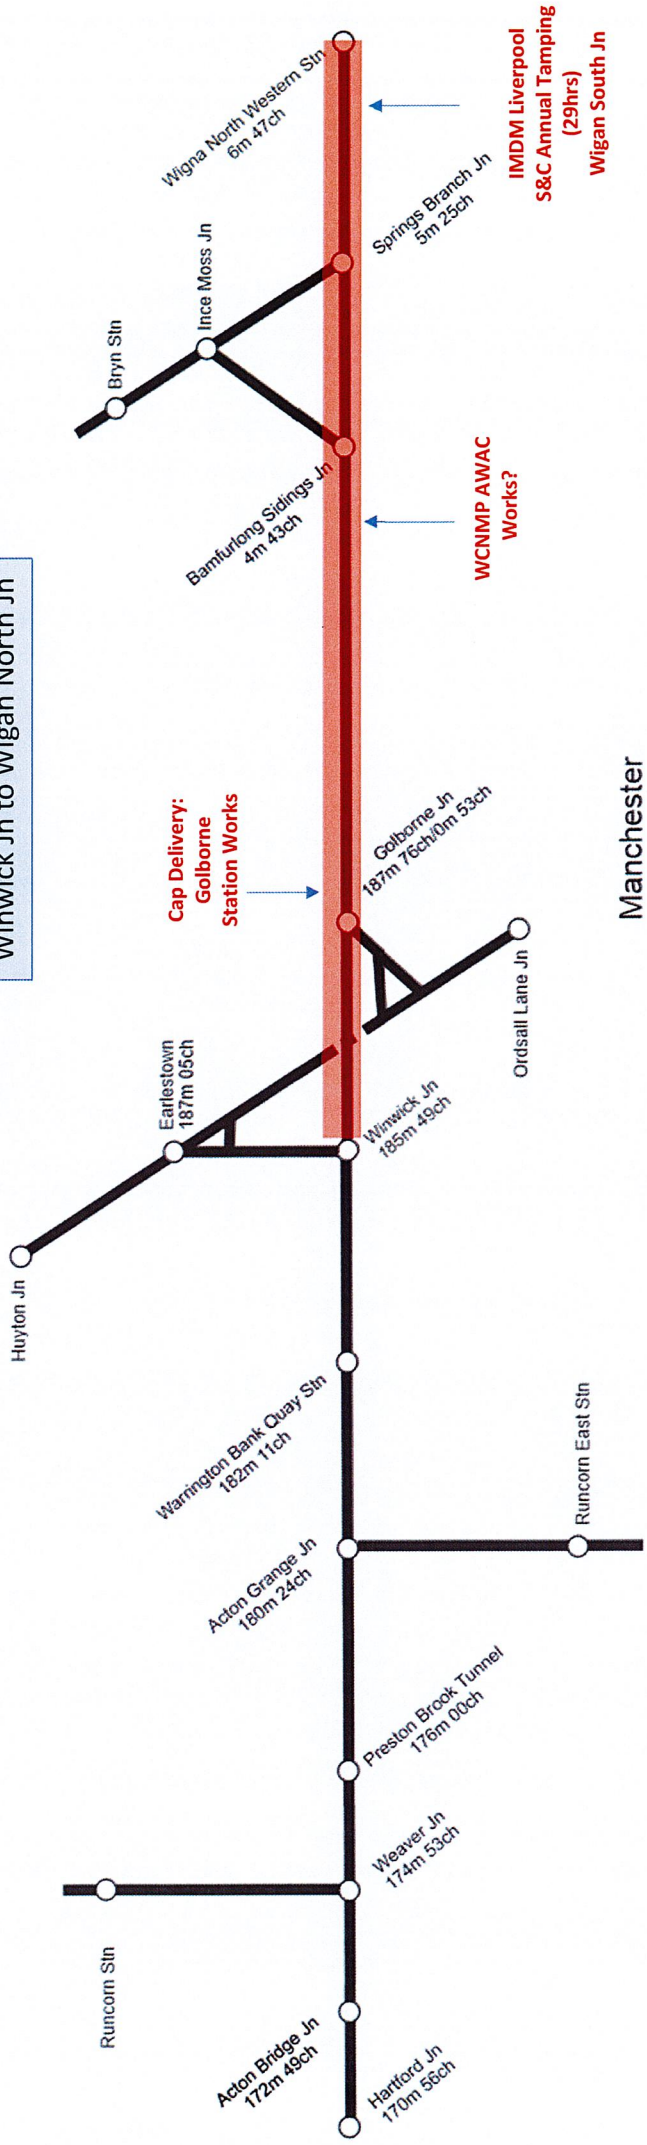 Winwick Jn to Wigan North Jn
Huyton Jn
Earlestown
187m 05ch
Bryn Stn
Ince Moss Jn
Wigna North Western Stn
6m 47ch
Springs Branch Jn
5m 25ch
Bamfurlong Sidings Jn
4m 43ch
Cap Delivery:
Golborne
Station Works
WCNMP AWAC
Works?
IMDM Liverpool
S&C Annual Tamping
(29hrs)
Wigan South Jn
Golborne Jn
187m 76ch/0m 53ch
Winwick Jn
185m 49ch
Ordsall Lane Jn
Manchester
Warrington Bank Quay Stn
182m 11ch
Acton Grange Jn
180m 24ch
Runcorn East Stn
Preston Brook Tunnel
176m 00ch
Weaver Jn
174m 53ch
Runcorn Stn
Acton Bridge Jn
172m 49ch
Hartford Jn
170m 56ch